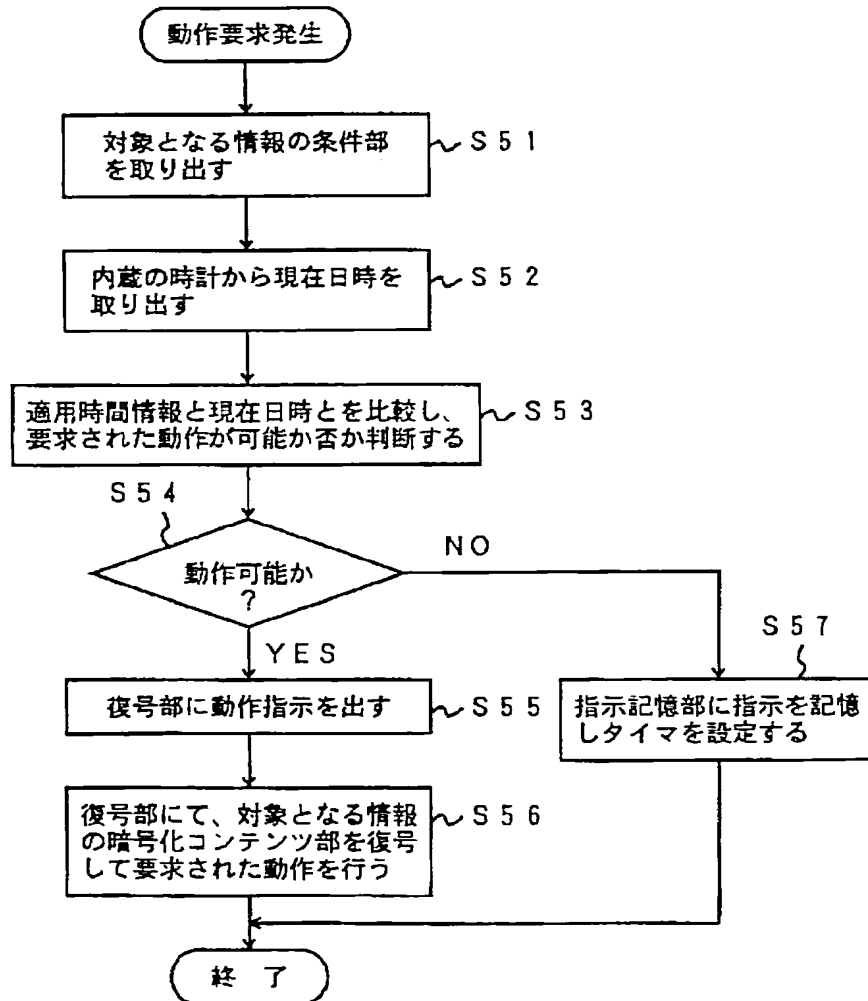 動作要求発生
対象となる情報の条件部
を取り出す
S51
内蔵の時計から現在日時を
取り出す
S52
適用時間情報と現在日時とを比較し、
要求された動作が可能か否か判断する
S53
S54
動作可能か
?
NO
YES
S57
復号部に動作指示を出す
S55
指示記憶部に指示を記憶
しタイマを設定する
復号部にて、対象となる情報
の暗号化コンテンツ部を復号
して要求された動作を行う
S56
終 了